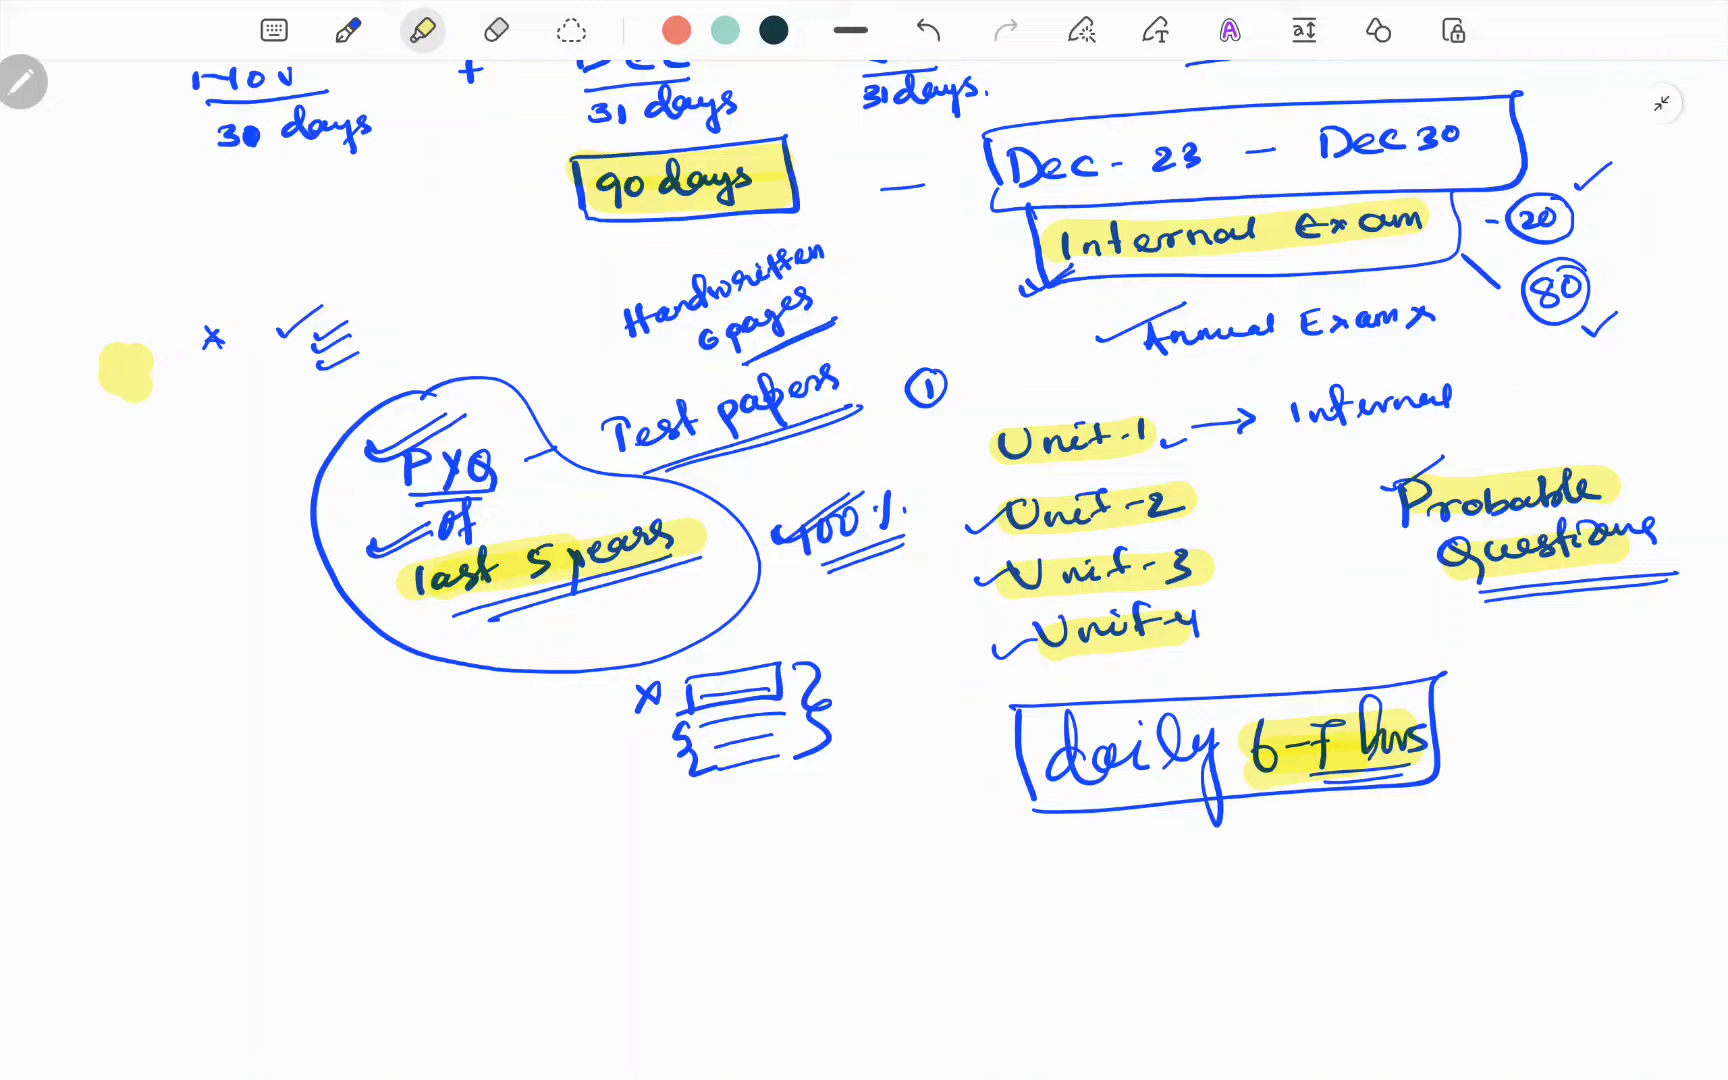 Nov + Dec
30 days 31 days 31 days.
90 days - Dec - 23 - Dec 30
Internal Exam - 20
80
Annual Exam x
Handwritten
6 pages
Test papers
1
PYQ
of
last 5 years
100%
Unit-1 → Internal
Unit-2
Unit-3
Unit-4
Probable
Questions
daily 6-7 hrs